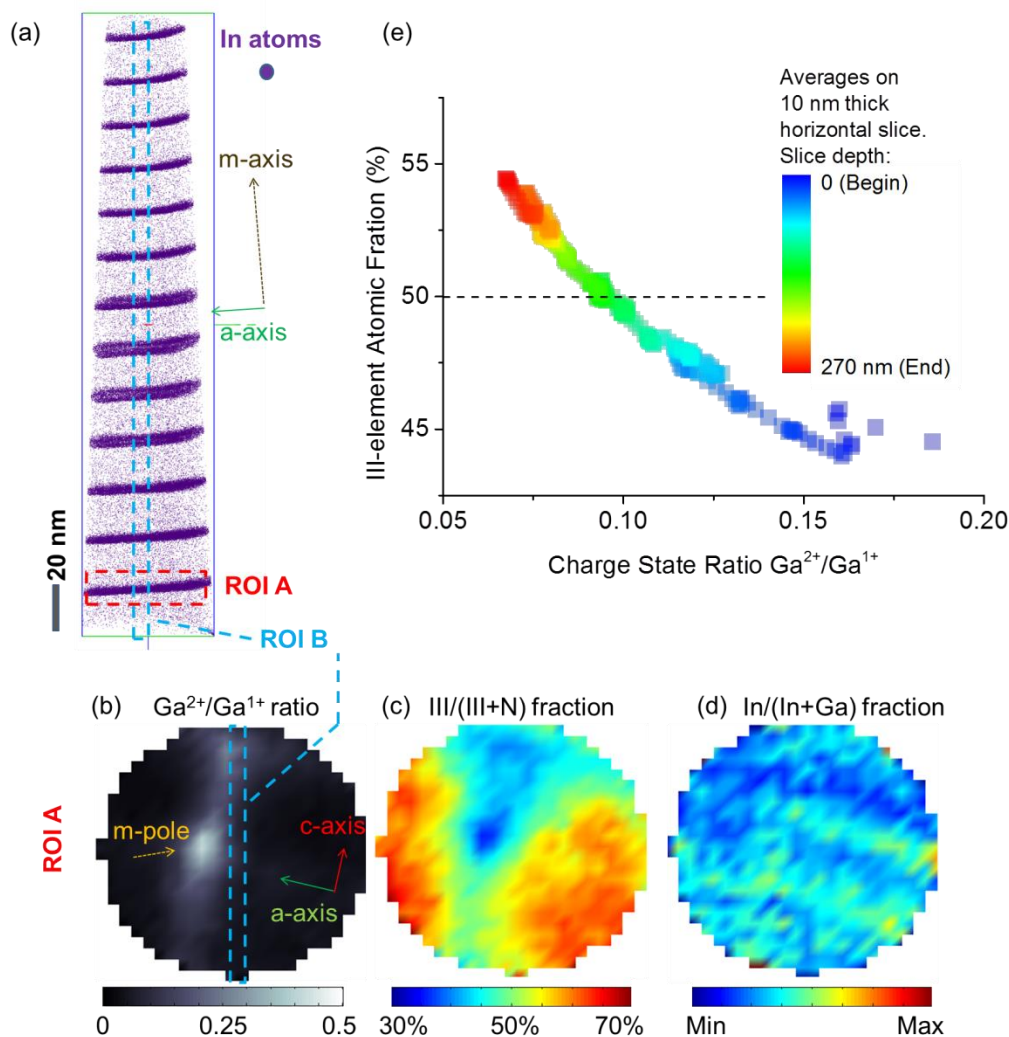 (a)
In atoms
m-axis
a-axis
20 nm
ROI A
ROI B
(e)
III-element Atomic Fration (%)
55
50
45
0.05
0.10
0.15
0.20
Charge State Ratio Ga²⁺/Ga¹⁺
Averages on
10 nm thick
horizontal slice.
Slice depth:
0 (Begin)
270 nm (End)
ROI A
(b)
Ga²⁺/Ga¹⁺ ratio
m-pole
c-axis
a-axis
0
0.25
0.5
(c)
III/(III+N) fraction
30%
50%
70%
(d)
In/(In+Ga) fraction
Min
Max